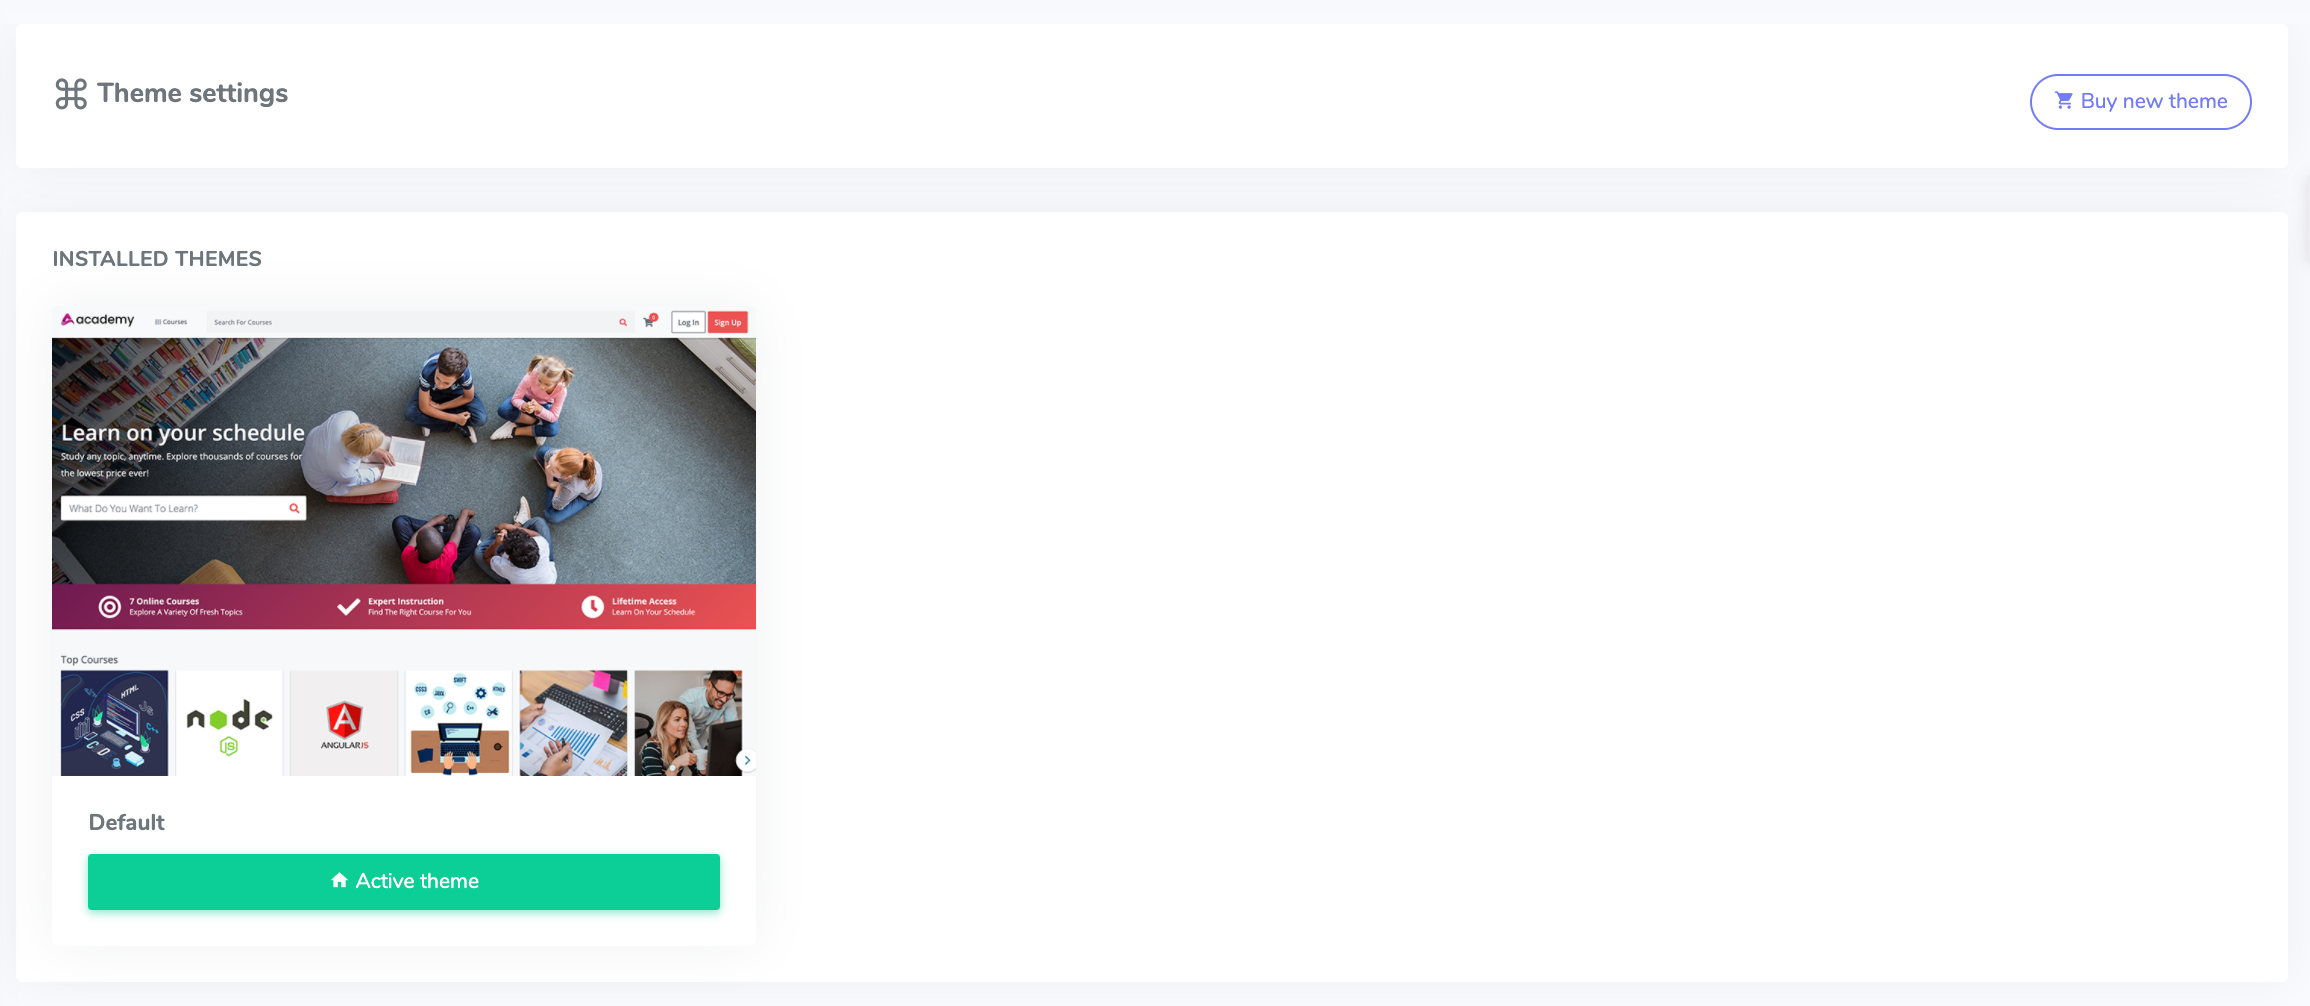 Theme settings
Buy new theme
INSTALLED THEMES
academy
Courses
Search For Courses
Log In
Sign Up
Learn on your schedule
Study any topic, anytime. Explore thousands of courses for
the lowest price ever!
What Do You Want To Learn?
7 Online Courses
Explore A Variety Of Fresh Topics
Expert Instruction
Find The Right Course For You
Lifetime Access
Learn On Your Schedule
Top Courses
HTML
CSS
JS
C++
node
JS
ANGULARJS
CSS3
JAVA
SWIFT
HTML5
C#
C++
Default
Active theme